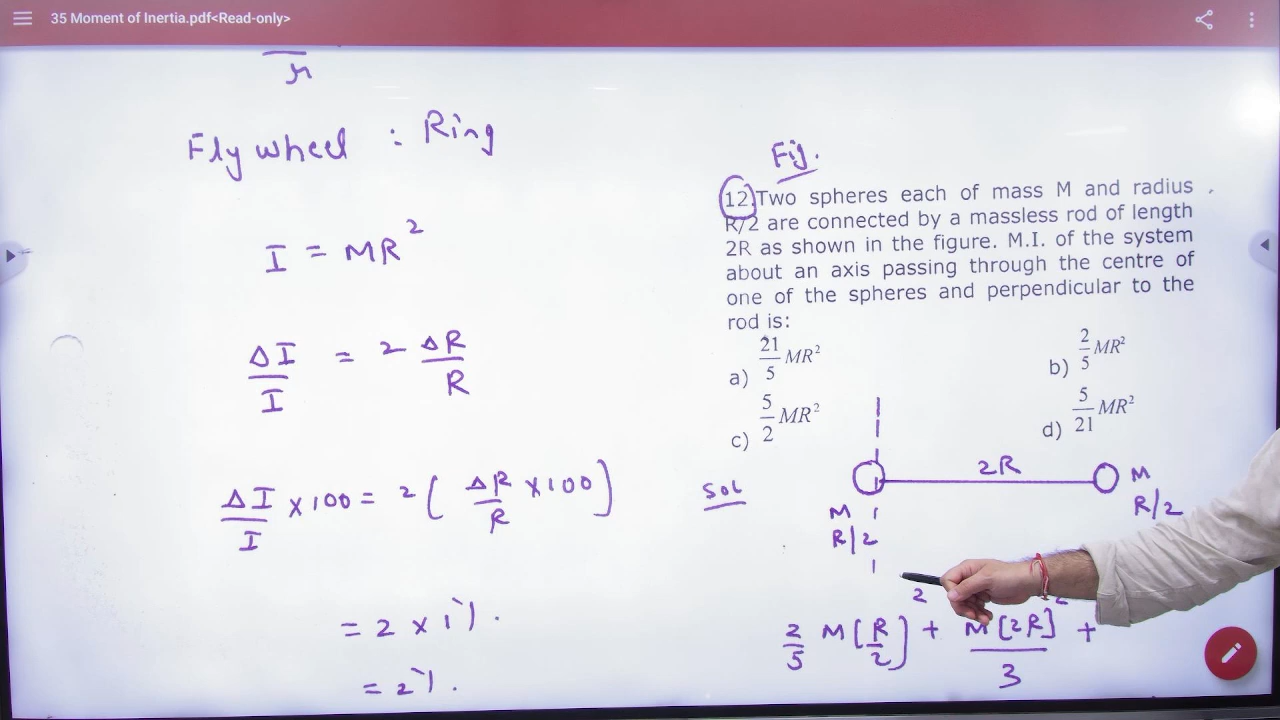 35 Moment of Inertia.pdf<Read-only>
r
Fly wheel : Ring
I = MR²
ΔI/I = 2 ΔR/R
ΔI/I × 100 = 2 ( ΔR/R × 100 )
= 2 × 1%.
= 2%.
Fig.
12. Two spheres each of mass M and radius
R/2 are connected by a massless rod of length
2R as shown in the figure. M.I. of the system
about an axis passing through the centre of
one of the spheres and perpendicular to the
rod is:
a) 21/5 MR² b) 2/5 MR²
c) 5/2 MR² d) 5/21 MR²
Sol
2R
M
R/2
M
R/2
2/5 M[R/2]² + M[2R]²/3 +